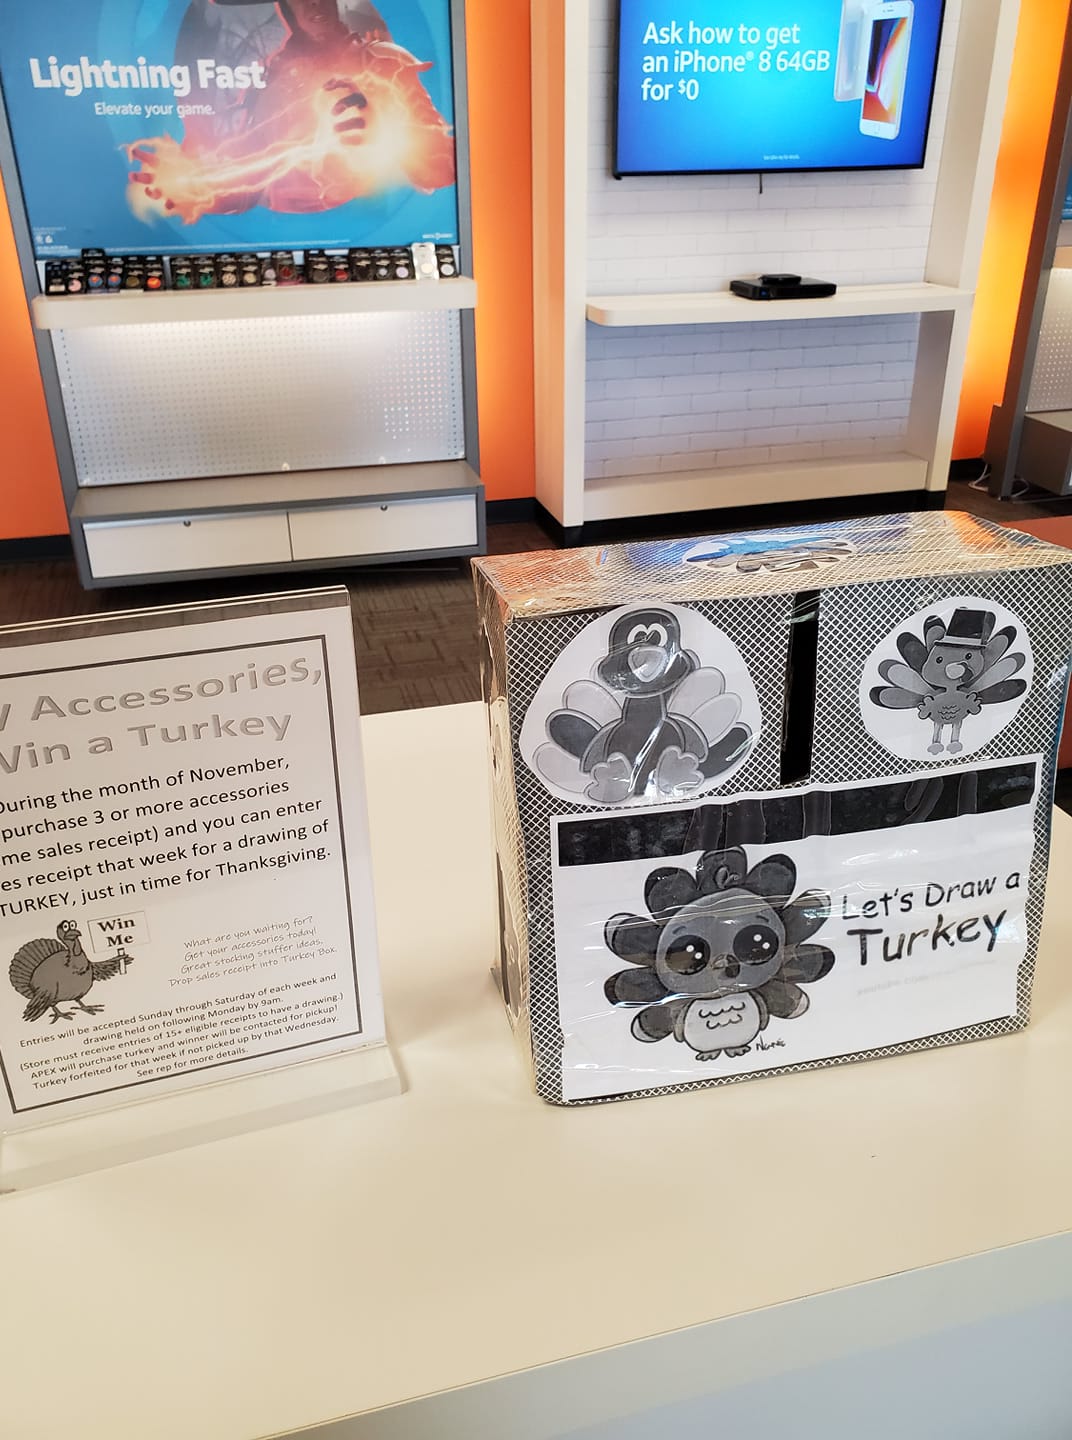 Lightning Fast
Elevate your game.
Ask how to get
an iPhone® 8 64GB
for $0
Accessories,
Win a Turkey
During the month of November,
purchase 3 or more accessories
me sales receipt) and you can enter
es receipt that week for a drawing of
TURKEY, just in time for Thanksgiving.
Win
Me
What are you waiting for?
Get your accessories today!
Great stocking stuffer ideas.
Drop sales receipt into Turkey Box.
Entries will be accepted Sunday through Saturday of each week and
drawing held on following Monday by 9am.
(Store must receive entries of 15+ eligible receipts to have a drawing.)
APEX will purchase turkey and winner will be contacted for pickup!
Turkey forfeited for that week if not picked up by that Wednesday.
See rep for more details.
Let's Draw a
Turkey